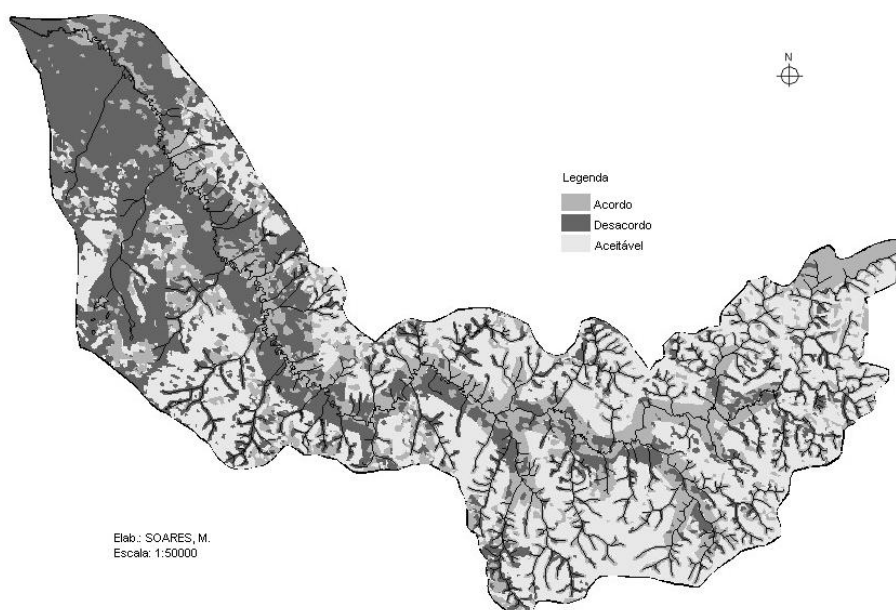 N
Legenda
Acordo
Desacordo
Aceitável
Elab.: SOARES, M.
Escala: 1:50000